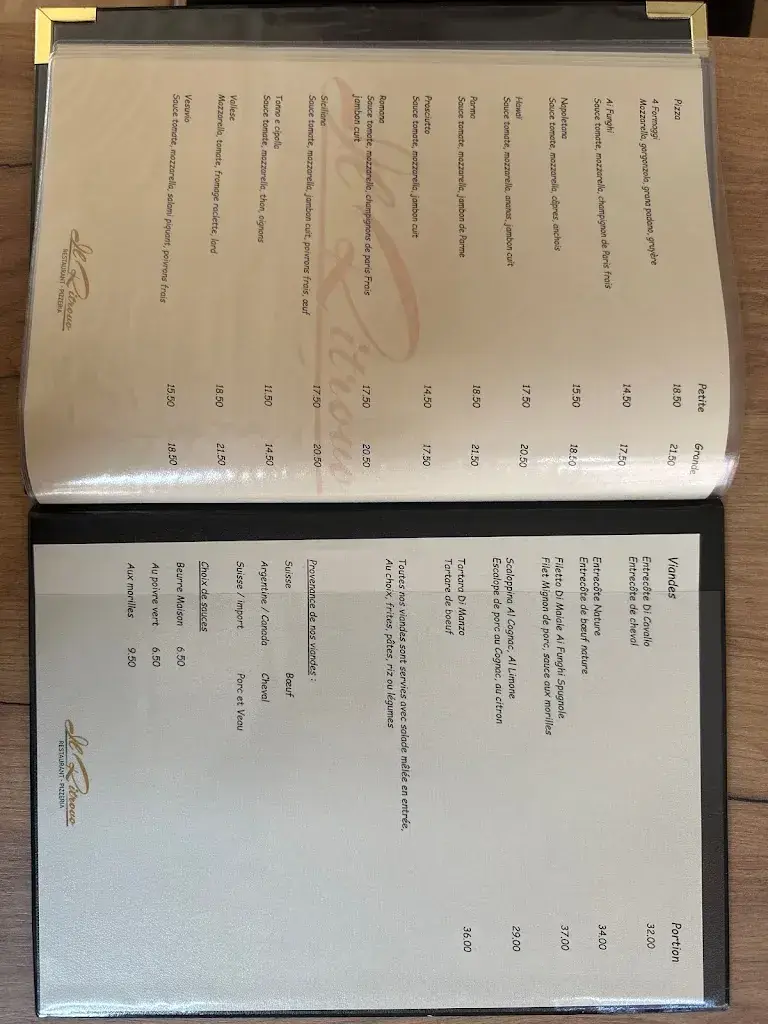 Pizza Petite Grande
4 Formaggi 18.50 21.50
Mozzarella, gorgonzola, grana padano, gruyère
Ai Funghi 14.50 17.50
Sauce tomate, mozzarella, champignon de Paris frais
Napoletana 15.50 18.50
Sauce tomate, mozzarella, câpres, anchois
Hawaï 17.50 20.50
Sauce tomate, mozzarella, ananas, jambon cuit
Parma 18.50 21.50
Sauce tomate, mozzarella, jambon de Parme
Prosciutto 14.50 17.50
Sauce tomate, mozzarella, jambon cuit
Romana 17.50 20.50
Sauce tomate, mozzarella, champignons de paris Frais
jambon cuit
Siciliana 17.50 20.50
Sauce tomate, mozzarella, jambon cuit, poivrons frais, œuf
Tonno e cipolla 11.50 14.50
Sauce tomate, mozzarella, thon, oignons
Vallese 18.50 21.50
Mozzarella, tomate, fromage raclette, lard
Vesuvio 15.50 18.50
Sauce tomate, mozzarella, salami piquant, poivrons frais
Il Ritrovo
RESTAURANT - PIZZERIA
Viandes Portion
Entrecôte Di Cavallo 32.00
Entrecôte de cheval
Entrecôte Nature 34.00
Entrecôte de bœuf nature
Filetto Di Maiale Ai Funghi Spugnole 37.00
Filet Mignon de porc, sauce aux morilles
Scaloppina Al Cognac, Al Limone 29.00
Escalope de porc au Cognac, au citron
Tartara Di Manzo 36.00
Tartare de boeuf
Toutes nos viandes sont servies avec salade mêlée en entrée,
Au choix, frites, pâtes, riz ou légumes
Provenance de nos viandes :
Suisse Bœuf
Argentine / Canada Cheval
Suisse / import Porc et Veau
Choix de sauces
Beurre Maison 6.50
Au poivre vert 6.50
Aux morilles 9.50
Il Ritrovo
RESTAURANT - PIZZERIA